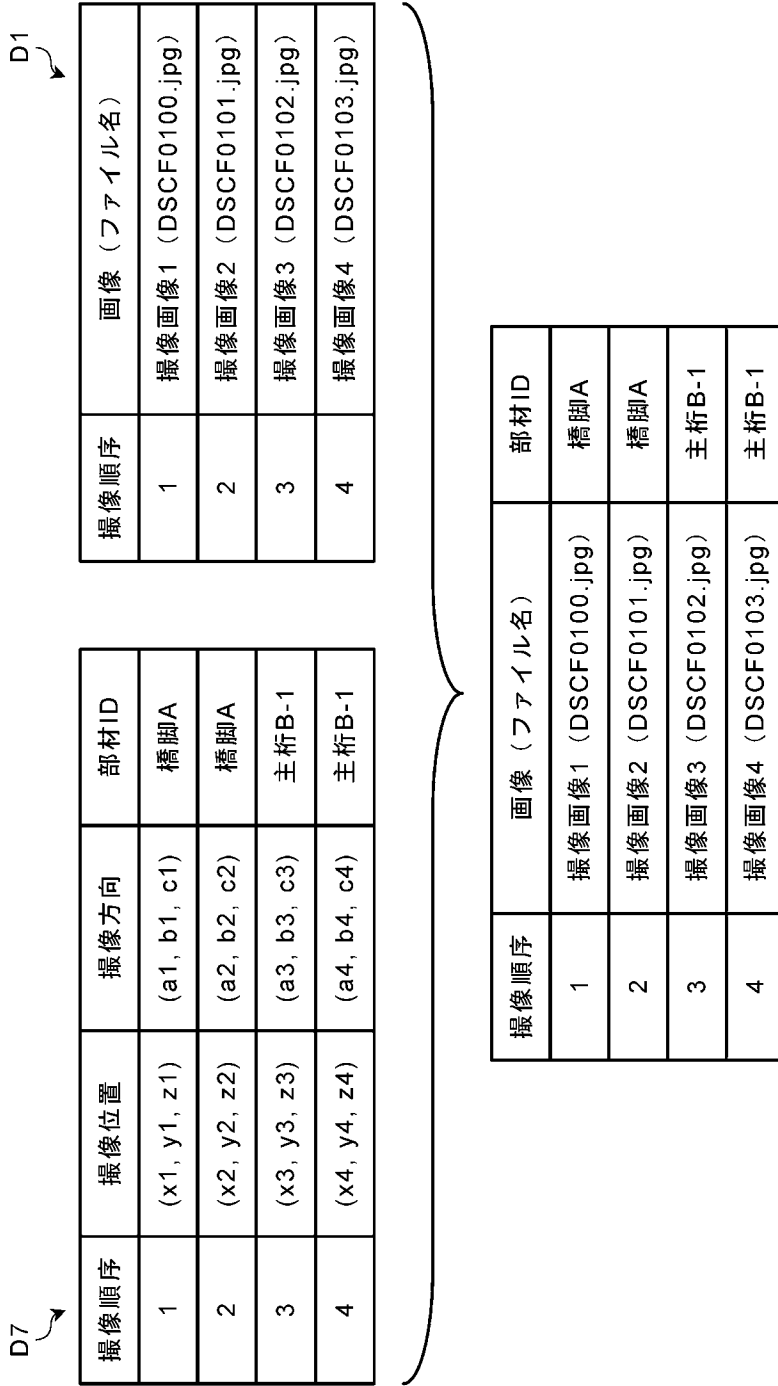 D7
撮像順序 撮像位置 撮像方向 部材ID
1 (x1, y1, z1) (a1, b1, c1) 橋脚A
2 (x2, y2, z2) (a2, b2, c2) 橋脚A
3 (x3, y3, z3) (a3, b3, c3) 主桁B-1
4 (x4, y4, z4) (a4, b4, c4) 主桁B-1
D1
撮像順序 画像（ファイル名）
1 撮像画像1（DSCF0100.jpg）
2 撮像画像2（DSCF0101.jpg）
3 撮像画像3（DSCF0102.jpg）
4 撮像画像4（DSCF0103.jpg）
撮像順序 画像（ファイル名） 部材ID
1 撮像画像1（DSCF0100.jpg） 橋脚A
2 撮像画像2（DSCF0101.jpg） 橋脚A
3 撮像画像3（DSCF0102.jpg） 主桁B-1
4 撮像画像4（DSCF0103.jpg） 主桁B-1